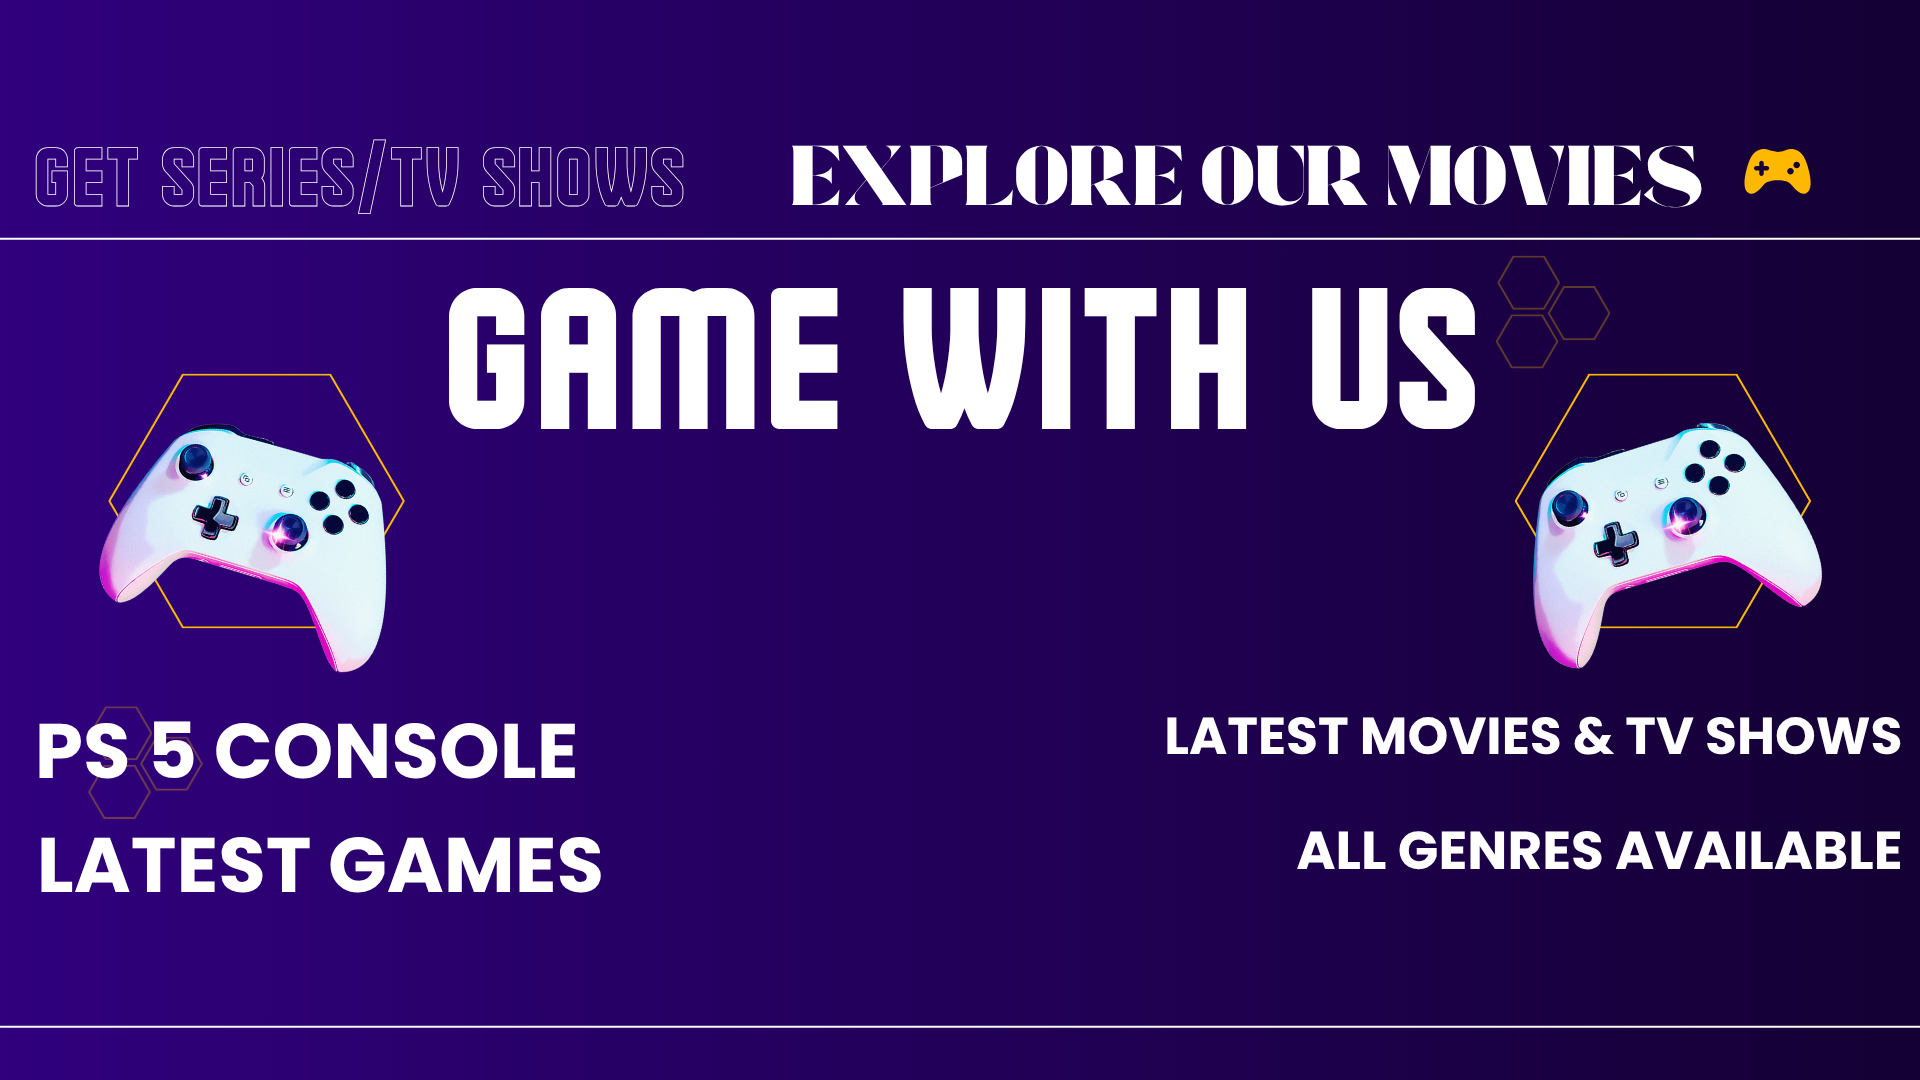 GET SERIES/TV SHOWS
EXPLORE OUR MOVIES
GAME WITH US
PS 5 CONSOLE
LATEST GAMES
LATEST MOVIES & TV SHOWS
ALL GENRES AVAILABLE